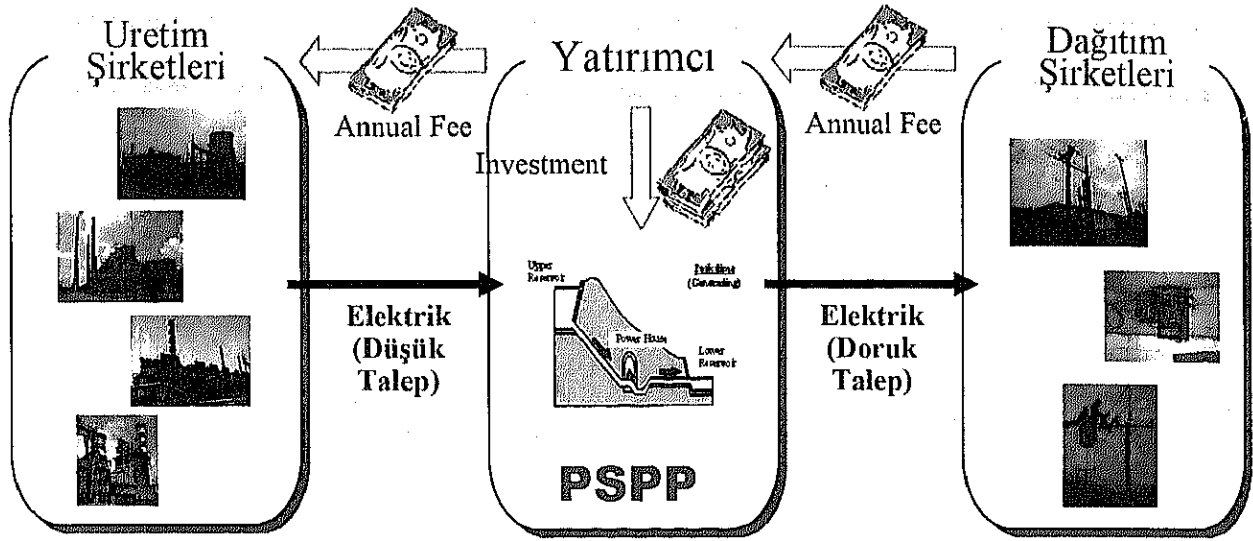 Uretim
Şirketleri
Annual Fee
Yatırımcı
Investment
Annual Fee
Dağıtım
Şirketleri
Upper
Reservoir
(Generating)
Power House
Lower
Reservoir
Elektrik
(Düşük
Talep)
Elektrik
(Doruk
Talep)
PSPP